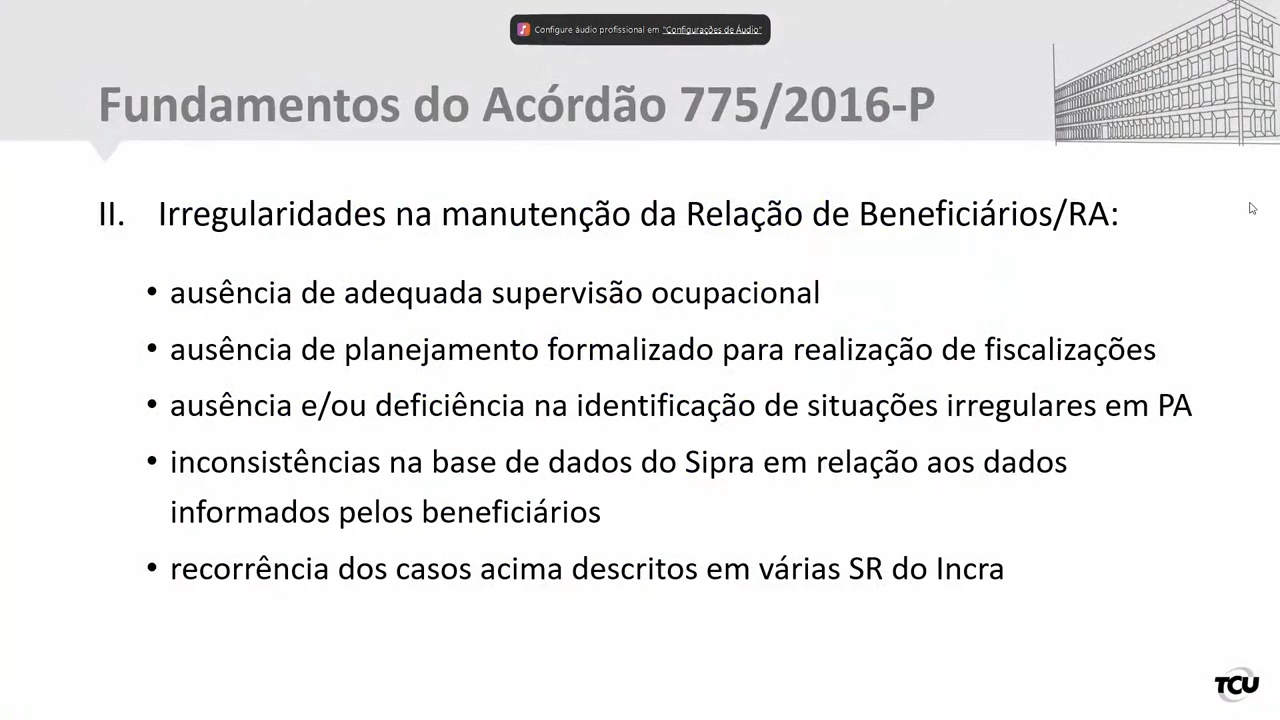 Configure áudio profissional em "Configurações de Áudio"
Fundamentos do Acórdão 775/2016-P
II. Irregularidades na manutenção da Relação de Beneficiários/RA:
• ausência de adequada supervisão ocupacional
• ausência de planejamento formalizado para realização de fiscalizações
• ausência e/ou deficiência na identificação de situações irregulares em PA
• inconsistências na base de dados do Sipra em relação aos dados
informados pelos beneficiários
• recorrência dos casos acima descritos em várias SR do Incra
TCU